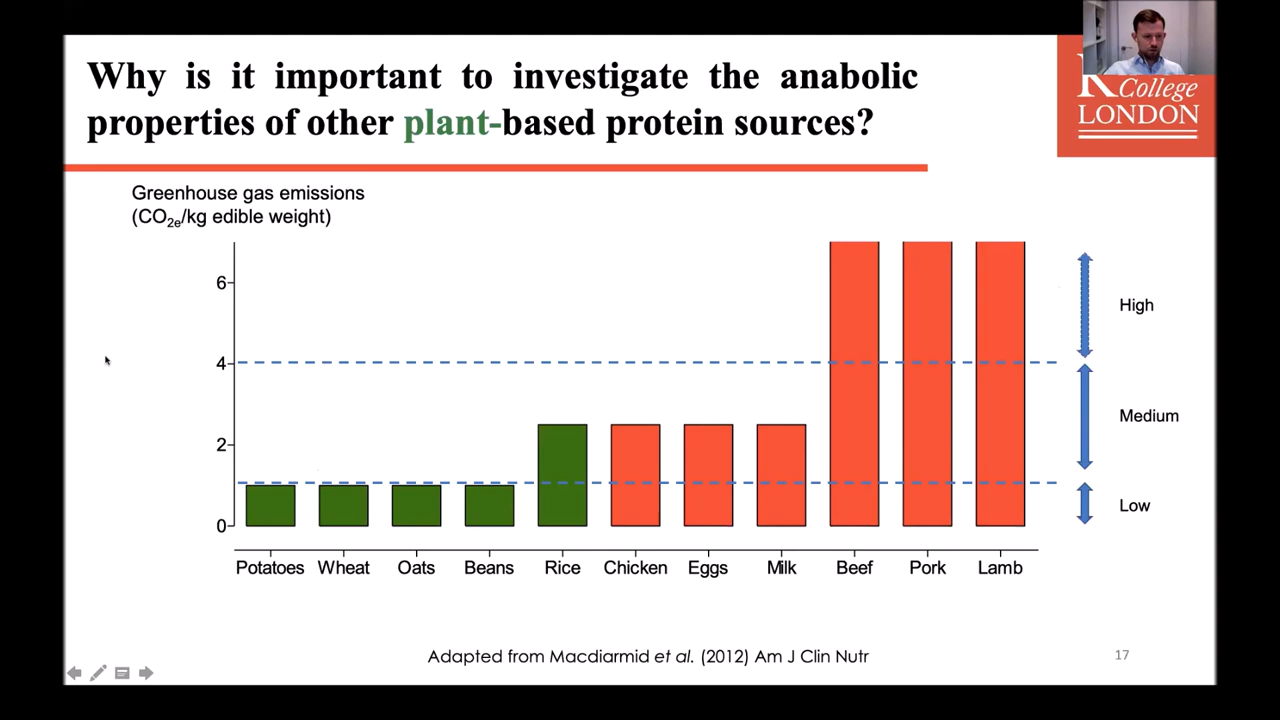 Why is it important to investigate the anabolic
properties of other plant-based protein sources?
College
LONDON
Greenhouse gas emissions
(CO2e/kg edible weight)
6
4
2
0
High
Medium
Low
Potatoes Wheat Oats Beans Rice Chicken Eggs Milk Beef Pork Lamb
Adapted from Macdiarmid et al. (2012) Am J Clin Nutr
17